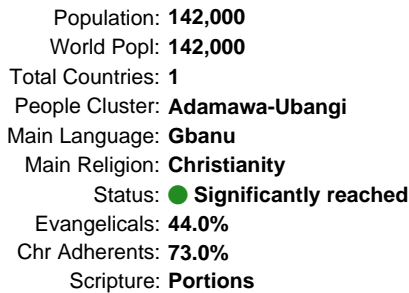 Population: 142,000
World Popl: 142,000
Total Countries: 1
People Cluster: Adamawa-Ubangi
Main Language: Gbanu
Main Religion: Christianity
Status: Significantly reached
Evangelicals: 44.0%
Chr Adherents: 73.0%
Scripture: Portions